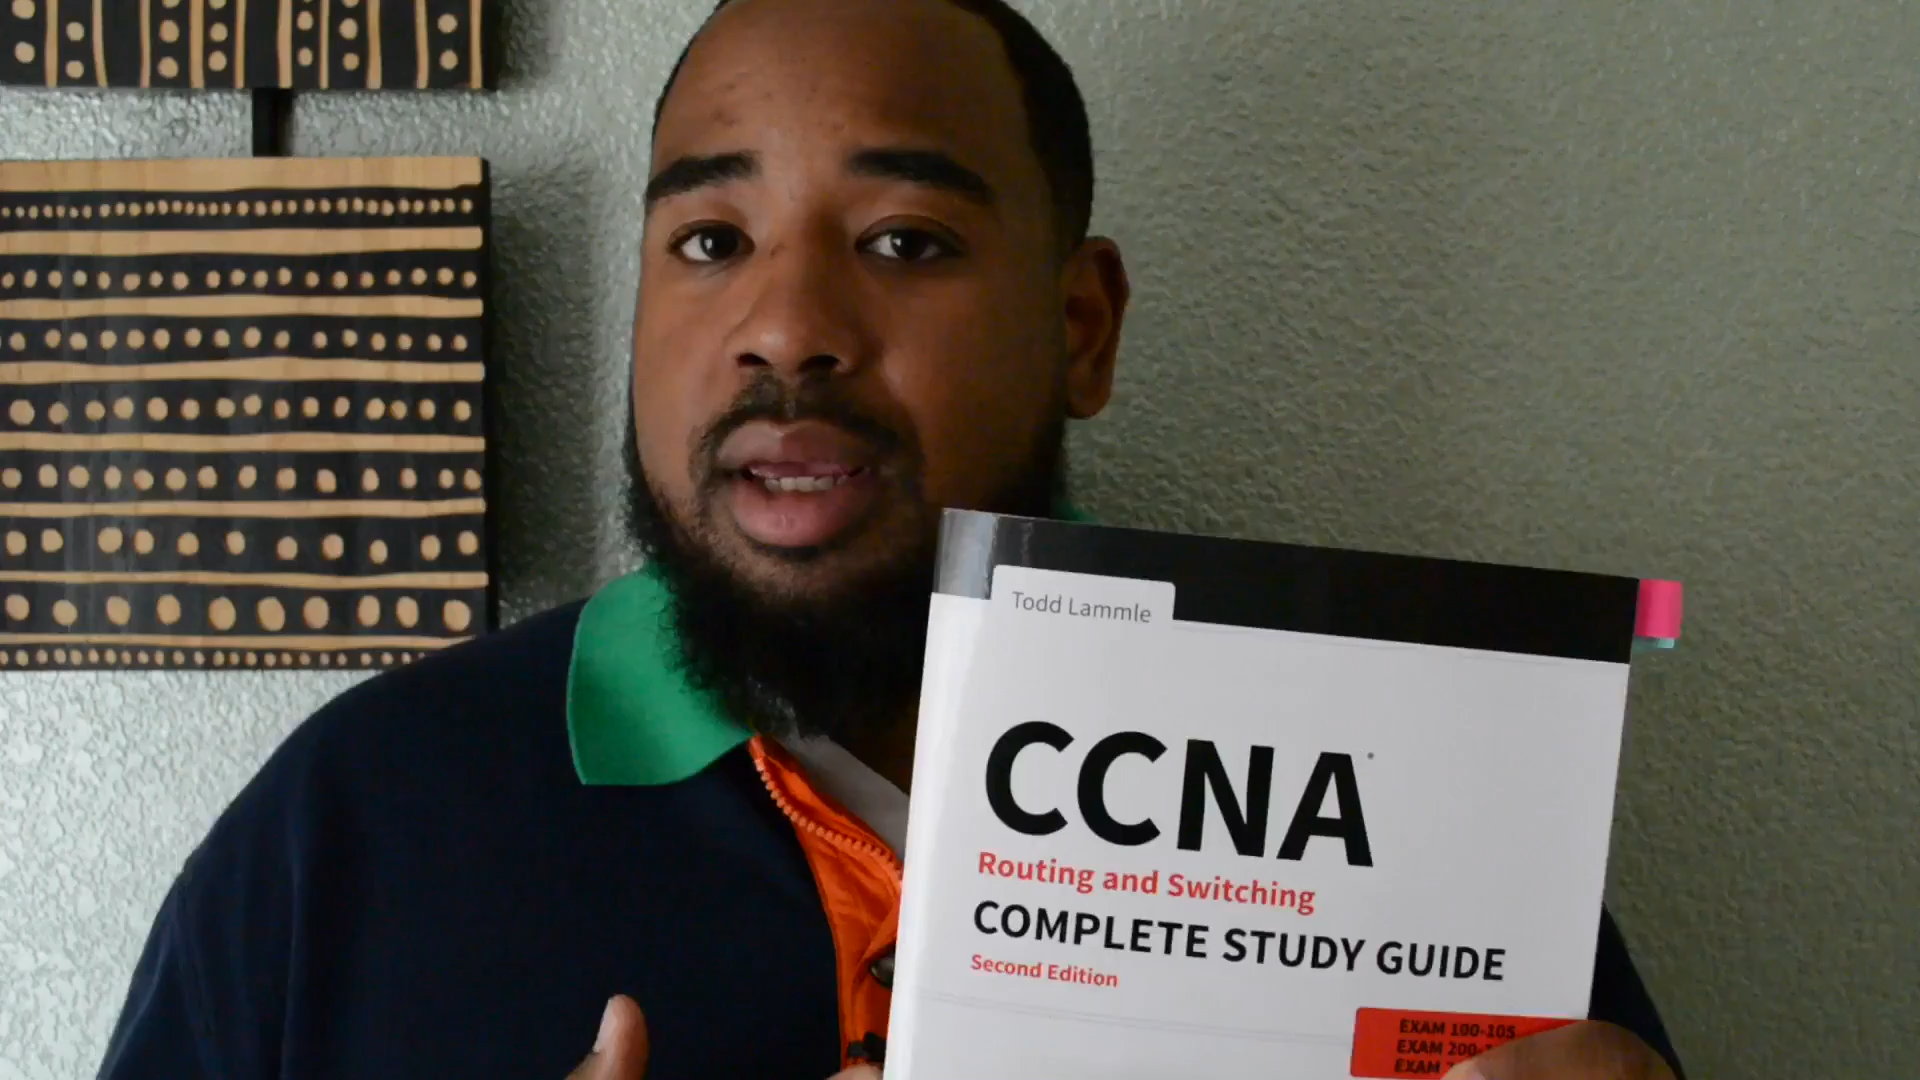 Todd Lammle
CCNA
Routing and Switching
COMPLETE STUDY GUIDE
Second Edition
EXAM 100-105
EXAM 200-
EXAM